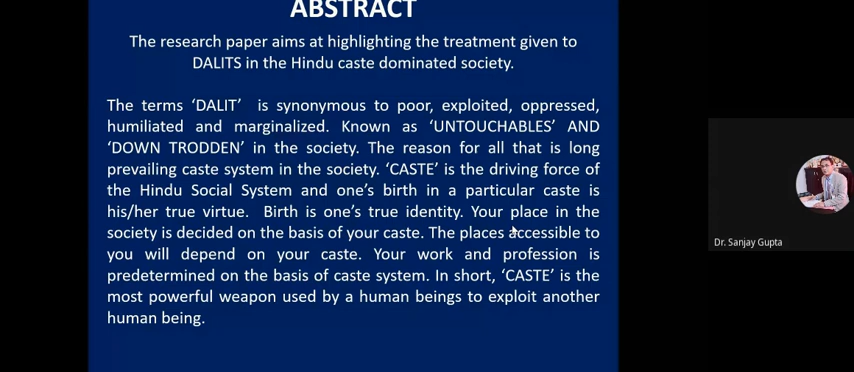 ABSTRACT
The research paper aims at highlighting the treatment given to
DALITS in the Hindu caste dominated society.
The terms ‘DALIT’ is synonymous to poor, exploited, oppressed,
humiliated and marginalized. Known as ‘UNTOUCHABLES’ AND
‘DOWN TRODDEN’ in the society. The reason for all that is long
prevailing caste system in the society. ‘CASTE’ is the driving force of
the Hindu Social System and one’s birth in a particular caste is
his/her true virtue. Birth is one’s true identity. Your place in the
society is decided on the basis of your caste. The places accessible to
you will depend on your caste. Your work and profession is
predetermined on the basis of caste system. In short, ‘CASTE’ is the
most powerful weapon used by a human beings to exploit another
human being.
Dr. Sanjay Gupta